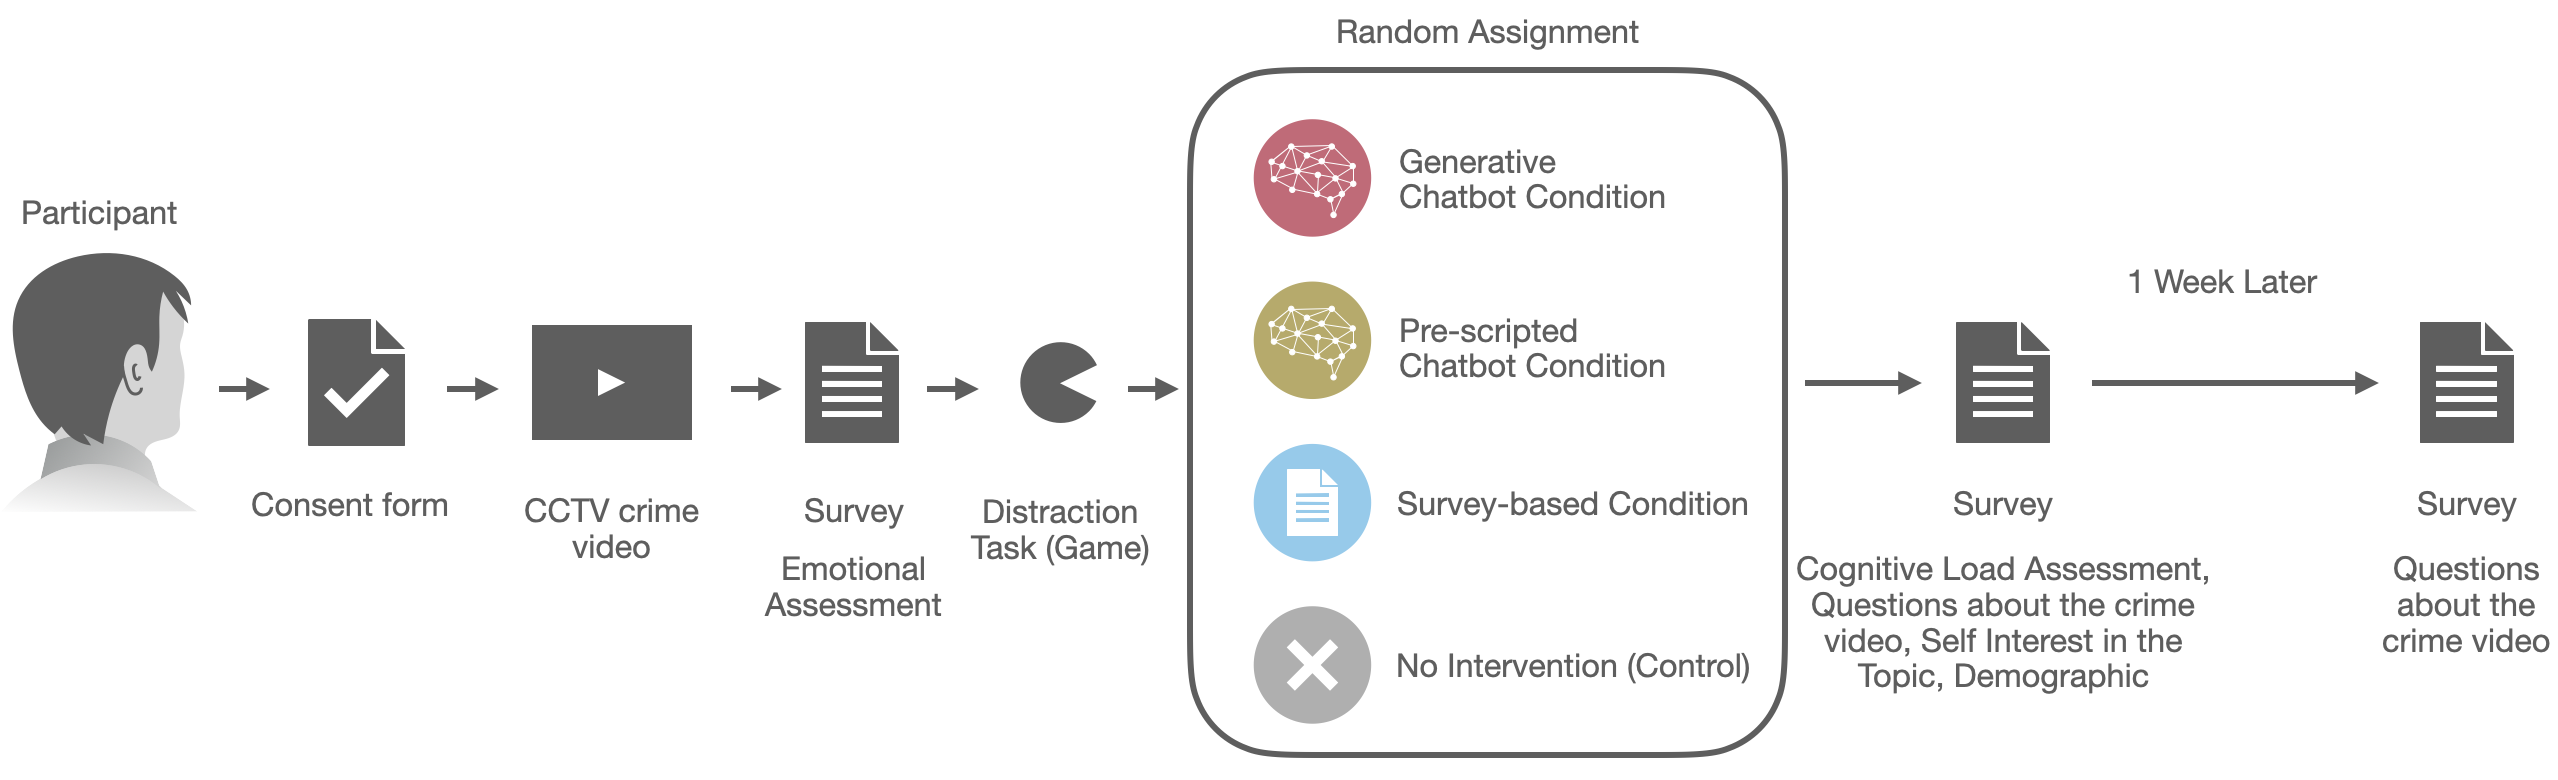 Random Assignment
Participant
Consent form
CCTV crime
video
Survey
Emotional
Assessment
Distraction
Task (Game)
Generative
Chatbot Condition
Pre-scripted
Chatbot Condition
Survey-based Condition
No Intervention (Control)
Survey
Cognitive Load Assessment,
Questions about the crime
video, Self Interest in the
Topic, Demographic
1 Week Later
Survey
Questions
about the
crime video